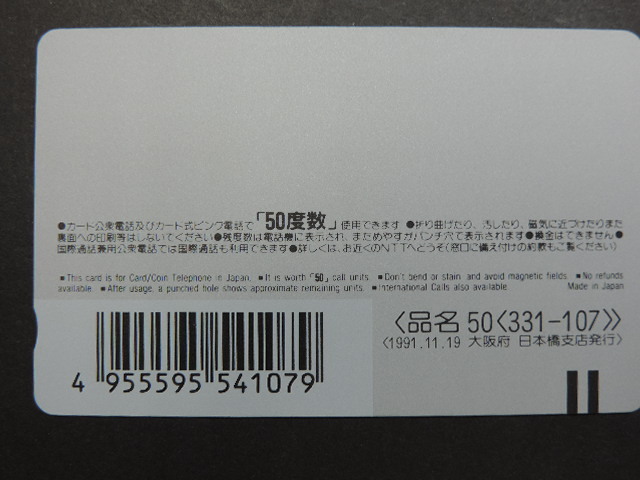 ●カード公衆電話及びカード式ピンク電話で「50度数」使用できます ●折り曲げたり、汚したり、磁気に近づけたりまた
裏面への印刷等はしないでください●残度数は電話機に表示され、まためやすがパンチ穴で表示されます●換金はできません●
国際通話兼用公衆電話では国際通話も利用できます●詳しくは、お近くのNTTへどうぞ(窓口に備え付けの約款もご覧ください)
■This card is for Card/Coin Telephone in Japan. ■It is worth「50」call units. ■Don't bend or stain and avoid magnetic fields ■No refunds
available. ■After usage, a punched hole shows approximate remaining units. ■International Calls also available. Made in Japan
〈品名 50〈331-107〉〉
〈1991.11.19 大阪府 日本橋支店発行〉
4 955595 541079